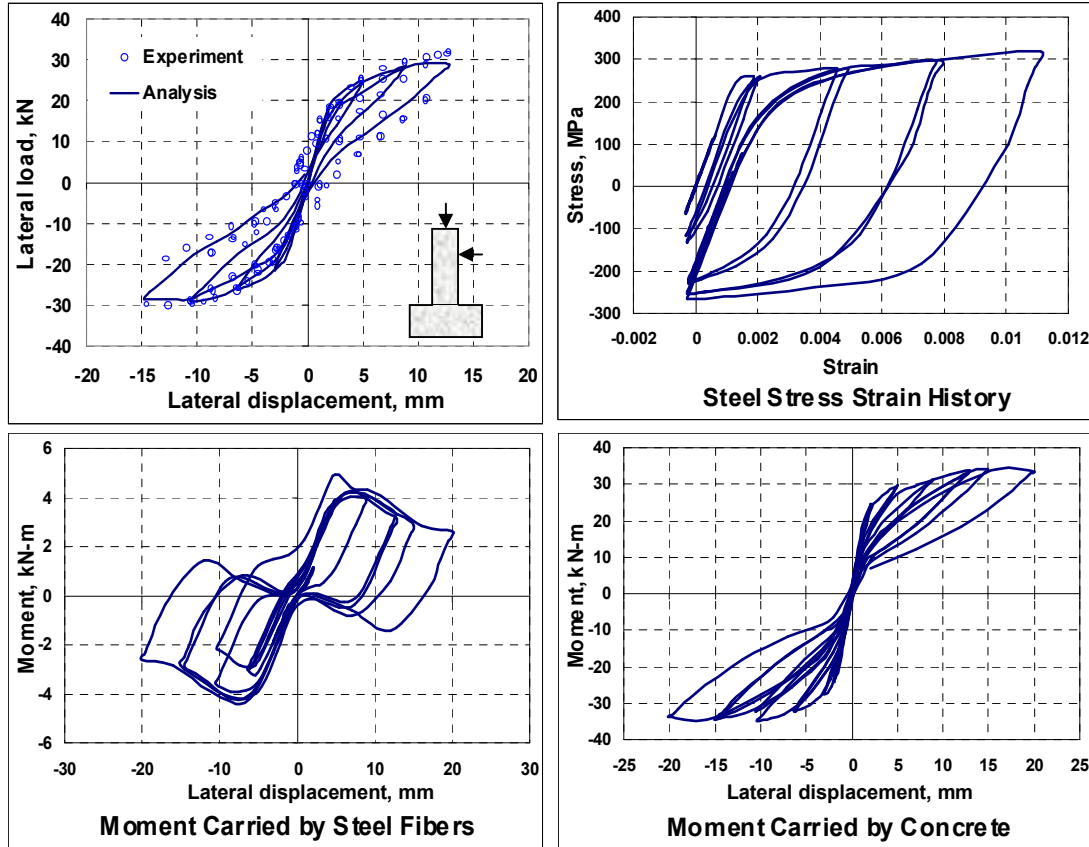 40
30
20
10
0
-10
-20
-30
-40
-20 -15 -10 -5 0 5 10 15 20
Lateral load, kN
Lateral displacement, mm
Experiment
Analysis
400
300
200
100
0
-100
-200
-300
-0.002 0 0.002 0.004 0.006 0.008 0.01 0.012
Stress, MPa
Strain
Steel Stress Strain History
6
4
2
0
-2
-4
-6
-30 -20 -10 0 10 20 30
Moment, kN-m
Lateral displacement, mm
Moment Carried by Steel Fibers
40
30
20
10
0
-10
-20
-30
-40
-25 -20 -15 -10 -5 0 5 10 15 20 25
Moment, kN-m
Lateral displacement, mm
Moment Carried by Concrete